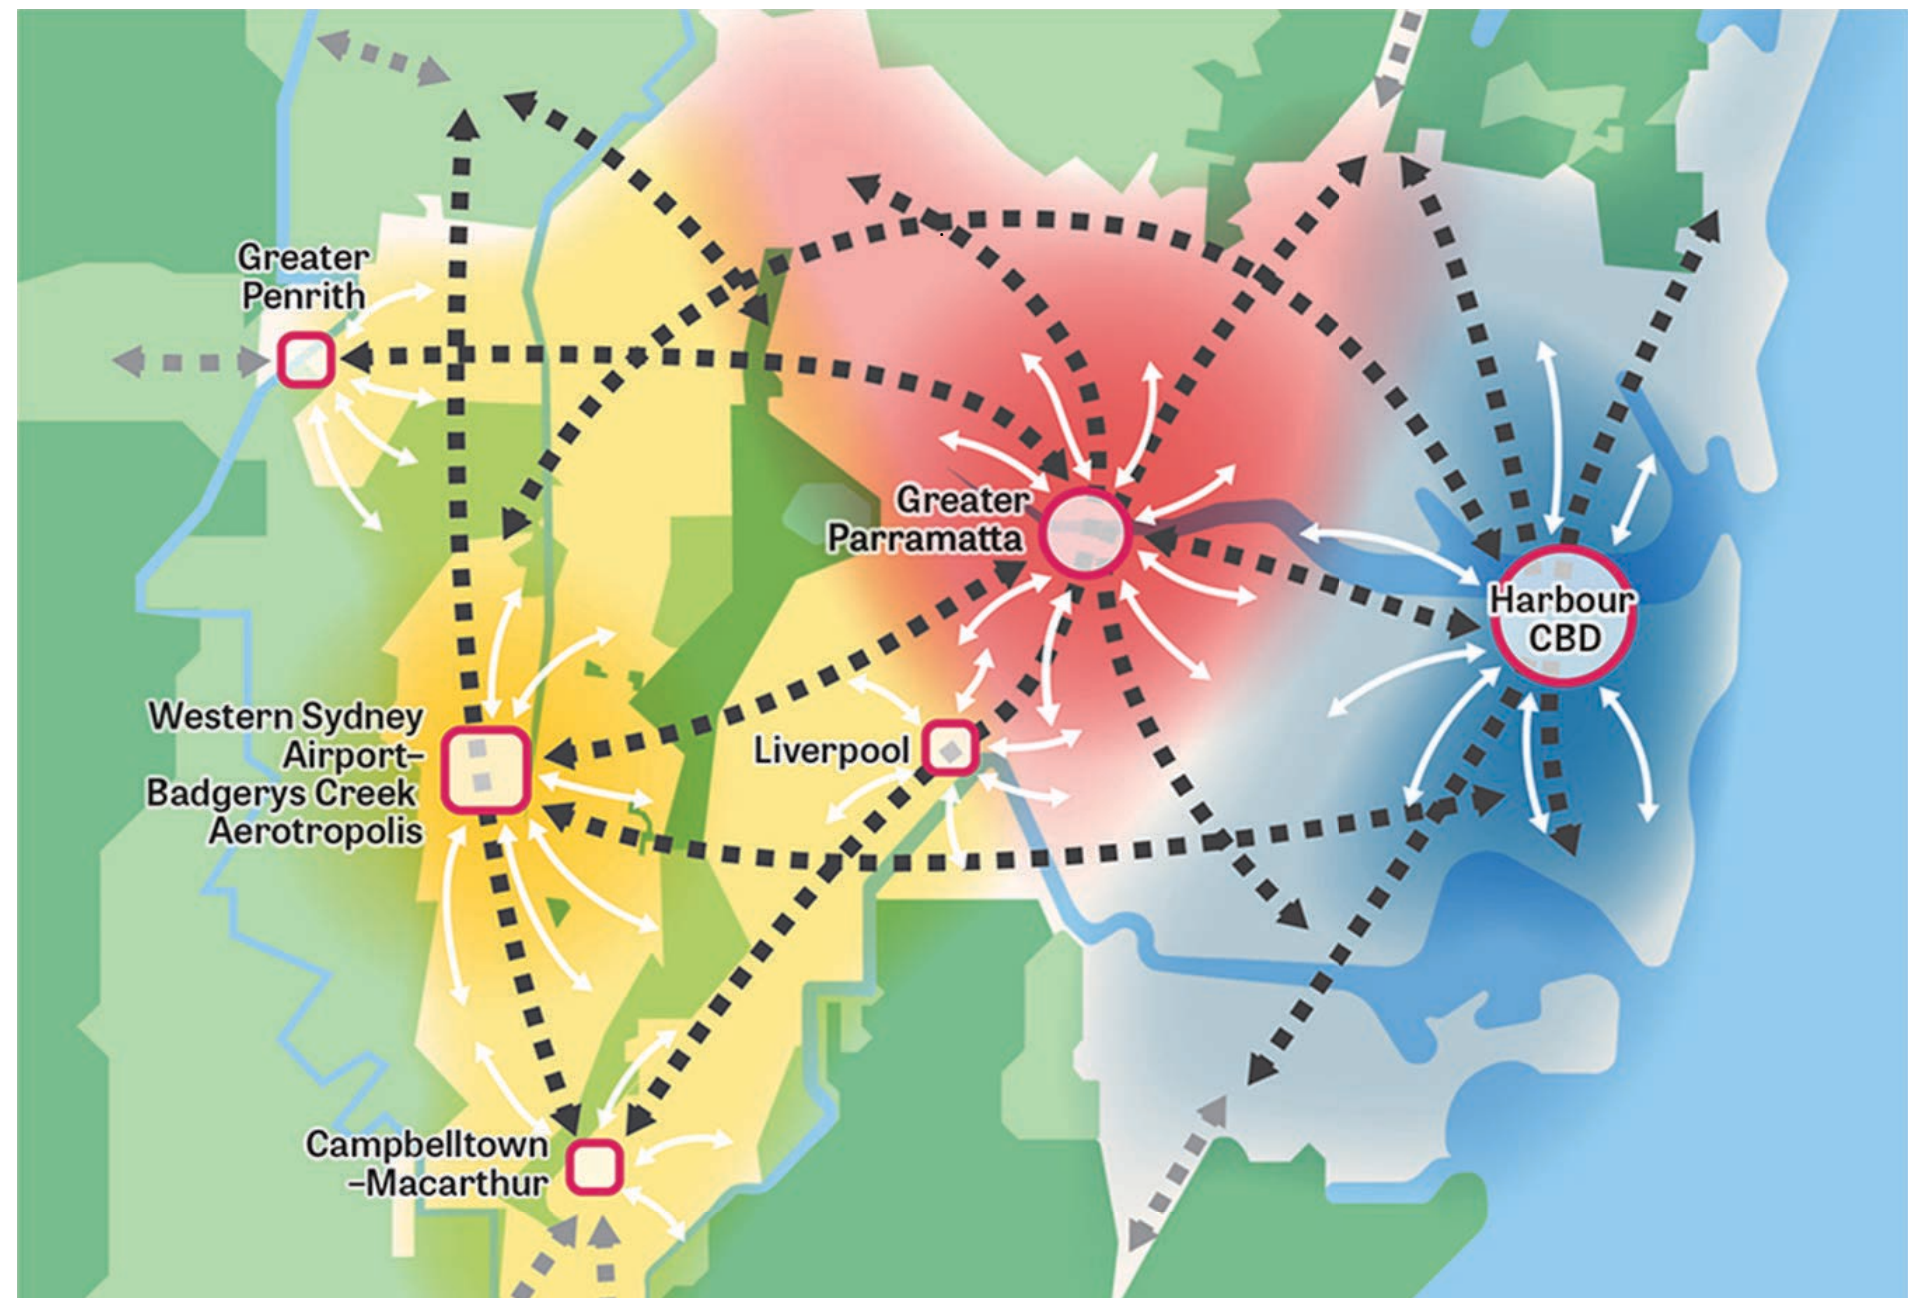 Greater
Penrith
Greater
Parramatta
Harbour
CBD
Western Sydney
Airport–
Badgerys Creek
Aerotropolis
Liverpool
Campbelltown
–Macarthur